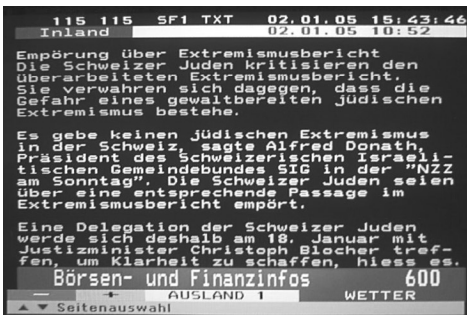 115 115 SF1 TXT 02.01.05 15:43:46
Inland 02.01.05 10:52
Empörung über Extremismusbericht
Die Schweizer Juden kritisieren den
überarbeiteten Extremismusbericht.
Sie verwahren sich dagegen, dass die
Gefahr eines gewaltbereiten jüdischen
Extremismus bestehe.
Es gebe keinen jüdischen Extremismus
in der Schweiz, sagte Alfred Donath,
Präsident des Schweizerischen Israeli-
tischen Gemeindebundes SIG in der "NZZ
am Sonntag". Die Schweizer Juden seien
über eine entsprechende Passage im
Extremismusbericht empört.
Eine Delegation der Schweizer Juden
werde sich deshalb am 18. Januar mit
Justizminister Christoph Blocher tref-
fen, um Klarheit zu schaffen, hiess es.
Börsen- und Finanzinfos 600
- + AUSLAND 1 WETTER
▲ ▼ Seitenauswahl